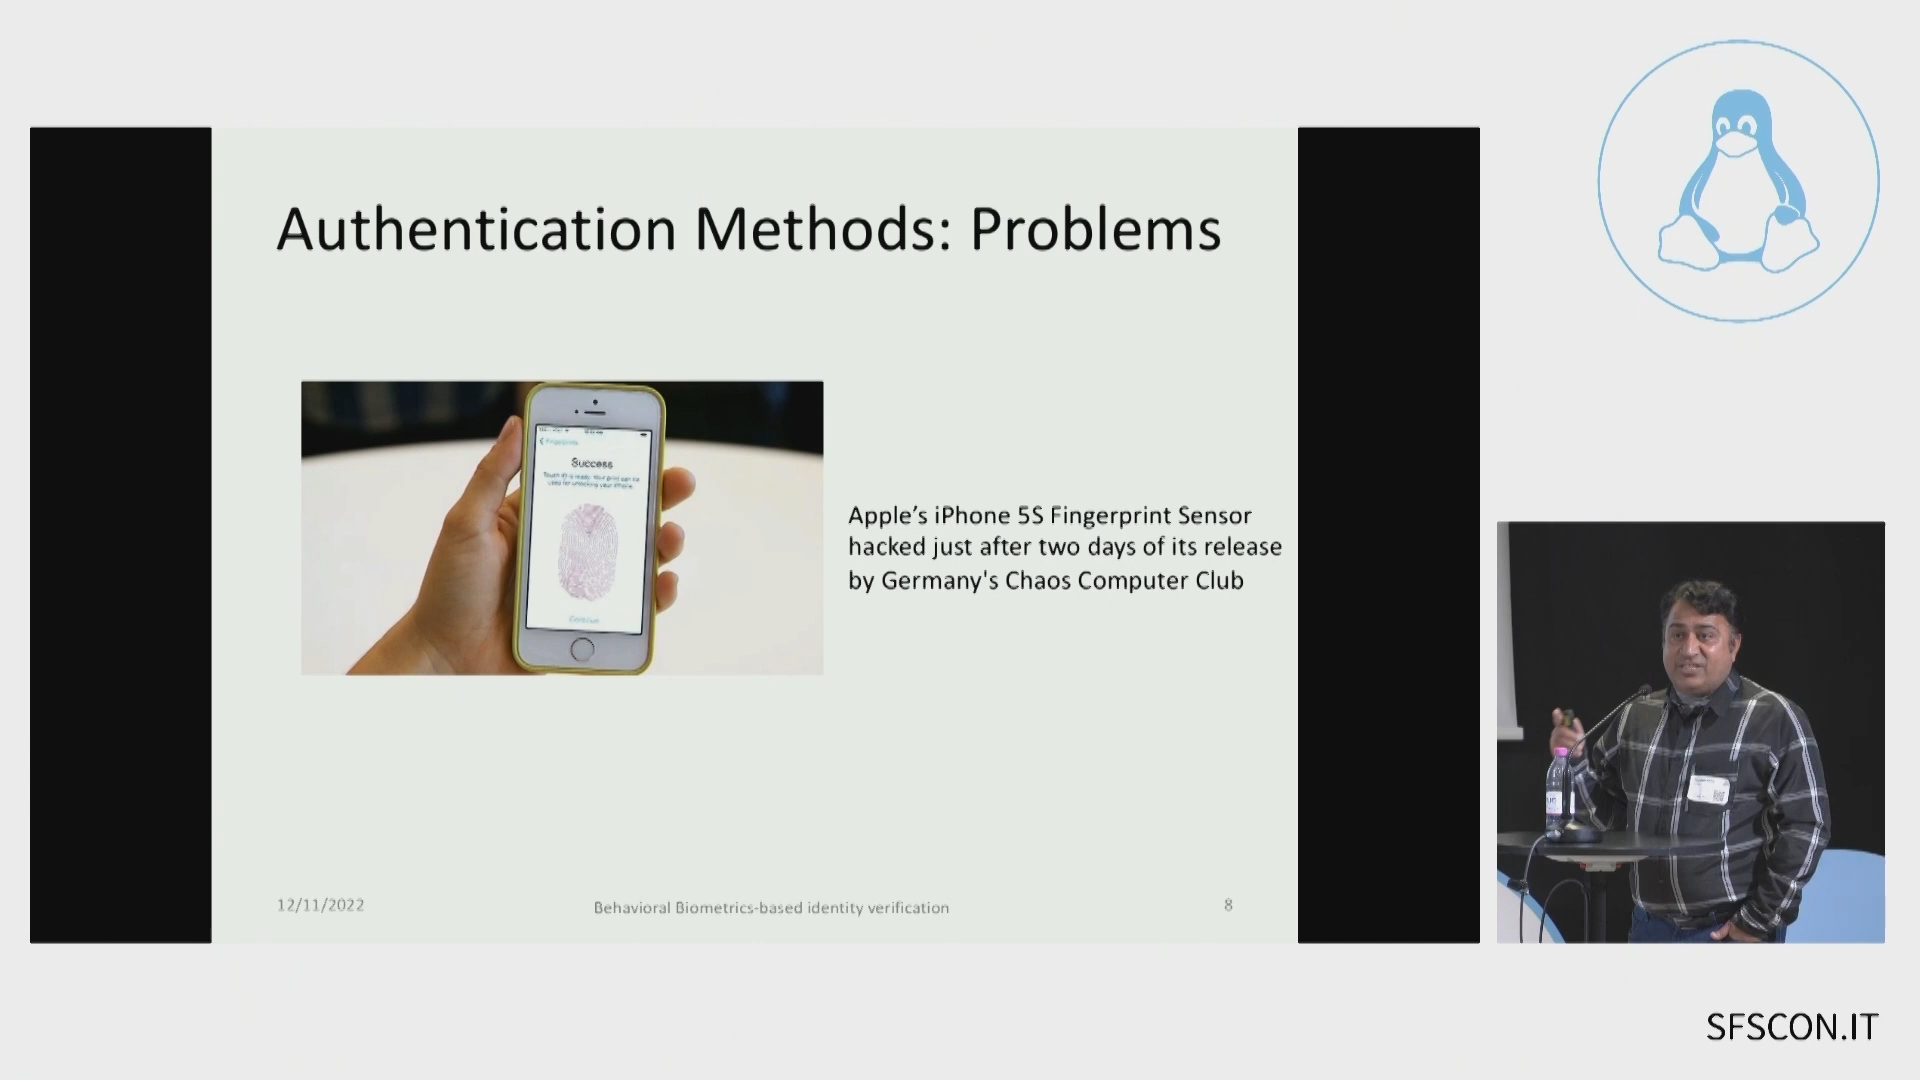 Authentication Methods: Problems
Success
Apple’s iPhone 5S Fingerprint Sensor
hacked just after two days of its release
by Germany's Chaos Computer Club
12/11/2022
Behavioral Biometrics-based identity verification
8
SFSCON.IT